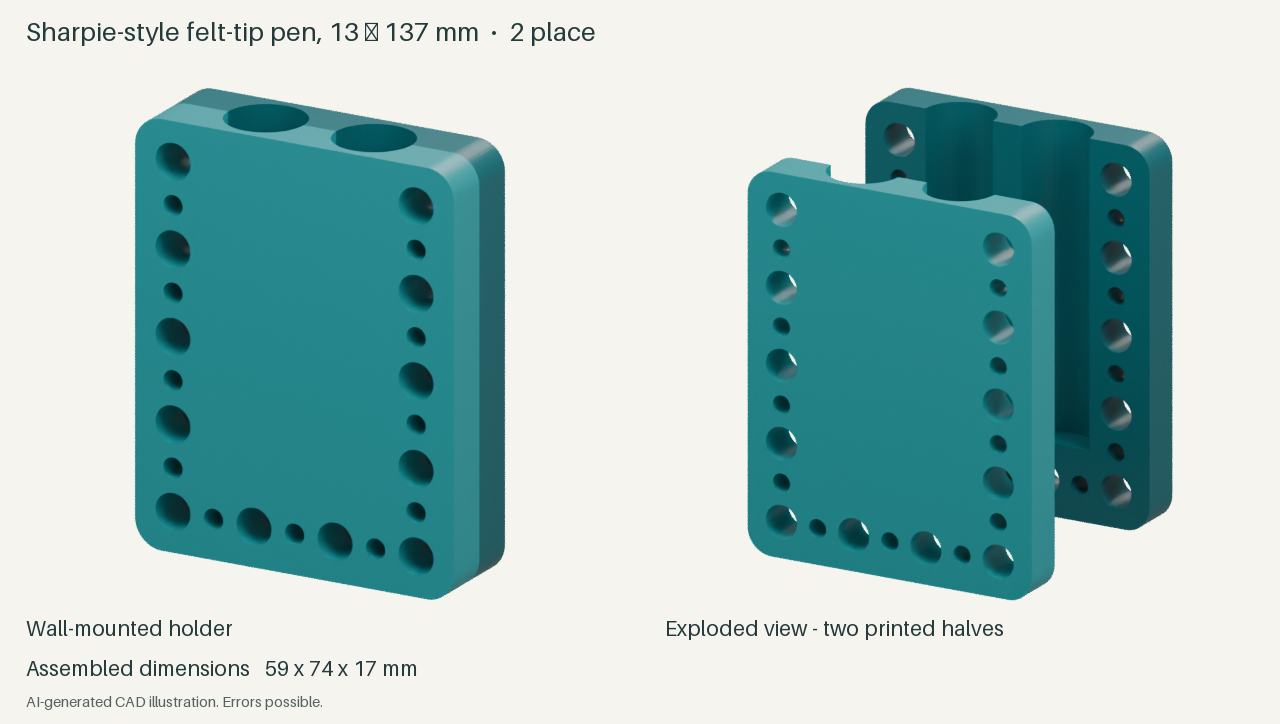 Sharpie-style felt-tip pen, 13 ☒ 137 mm · 2 place
Wall-mounted holder
Exploded view - two printed halves
Assembled dimensions 59 x 74 x 17 mm
AI-generated CAD illustration. Errors possible.